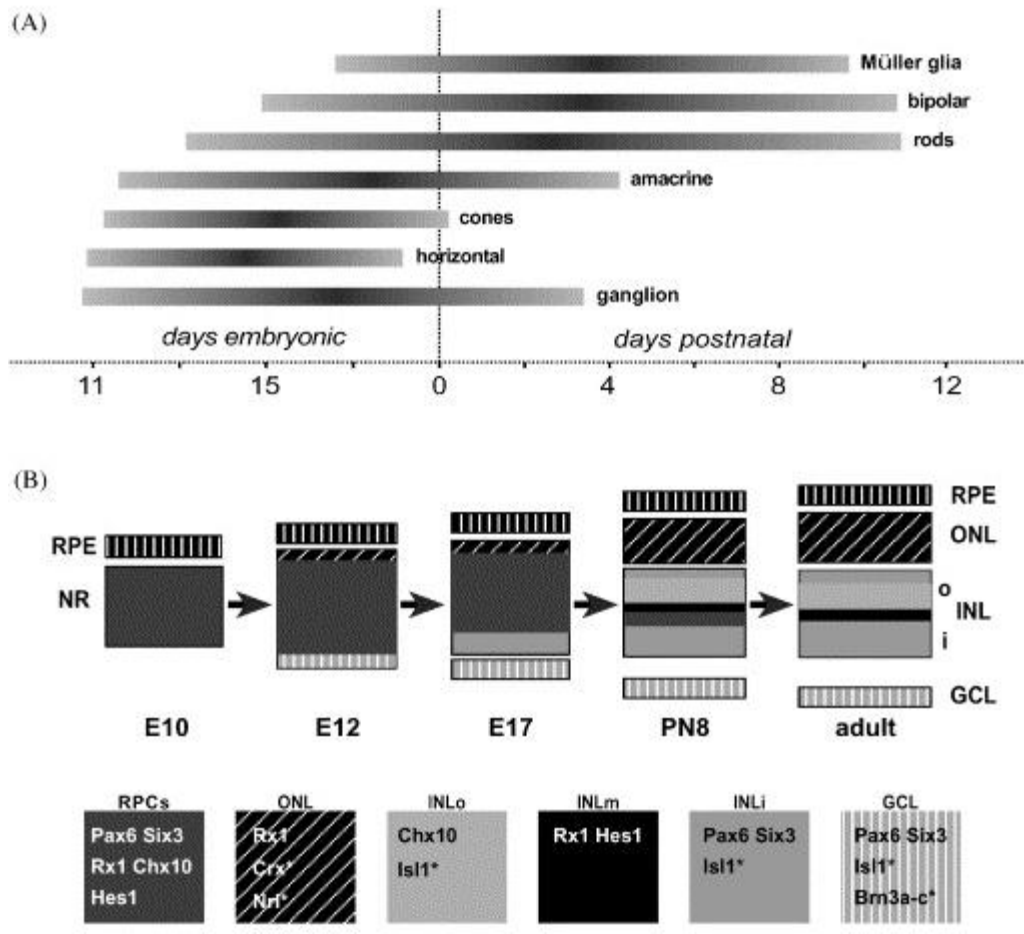 (A)
Müller glia
bipolar
rods
amacrine
cones
horizontal
ganglion
days embryonic
days postnatal
11 15 0 4 8 12
(B)
RPE
ONL
RPE
NR
o
INL
i
GCL
E10 E12 E17 PN8 adult
RPCs ONL INLo INLm INLi GCL
Pax6 Six3 Rx1 Chx10 Rx1 Hes1 Pax6 Six3 Pax6 Six3
Rx1 Chx10 Crx* Isl1* Isl1* Isl1*
Hes1 Nrl* Brn3a-c*